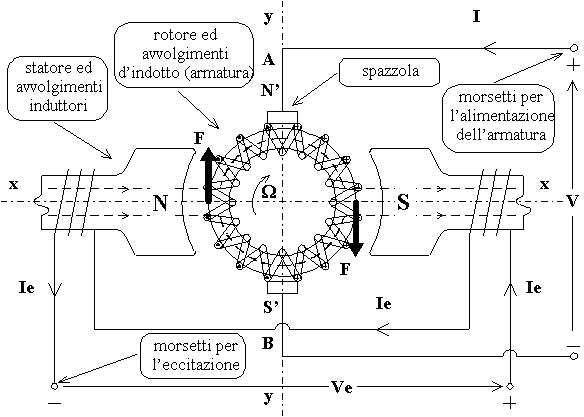 y
I
rotore ed
avvolgimenti
d'indotto (armatura)
A
N'
spazzola
+
statore ed
avvolgimenti
induttori
morsetti per
l'alimentazione
dell'armatura
F
x
N
Ω
S
x
V
F
Ie
S'
Ie
Ie
B
morsetti per
l'eccitazione
−
−
y
Ve
+